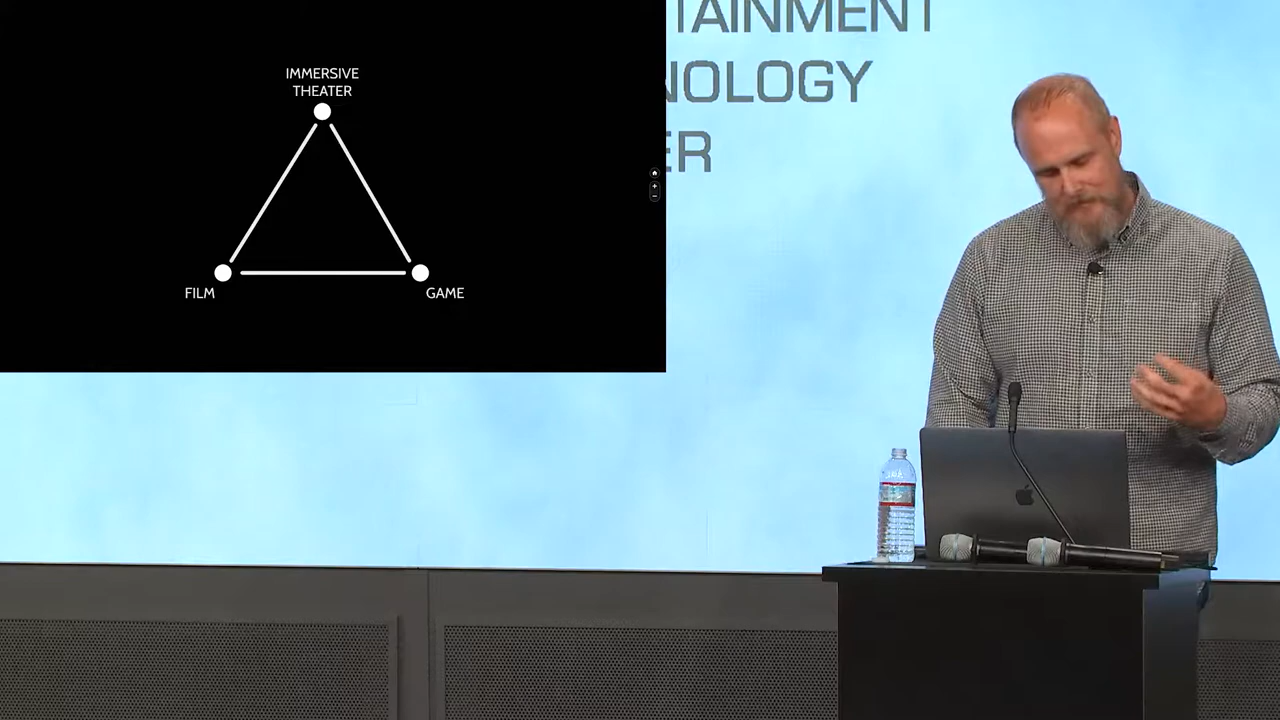 IMMERSIVE
THEATER
FILM
GAME
TAINMENT
NOLOGY
ER